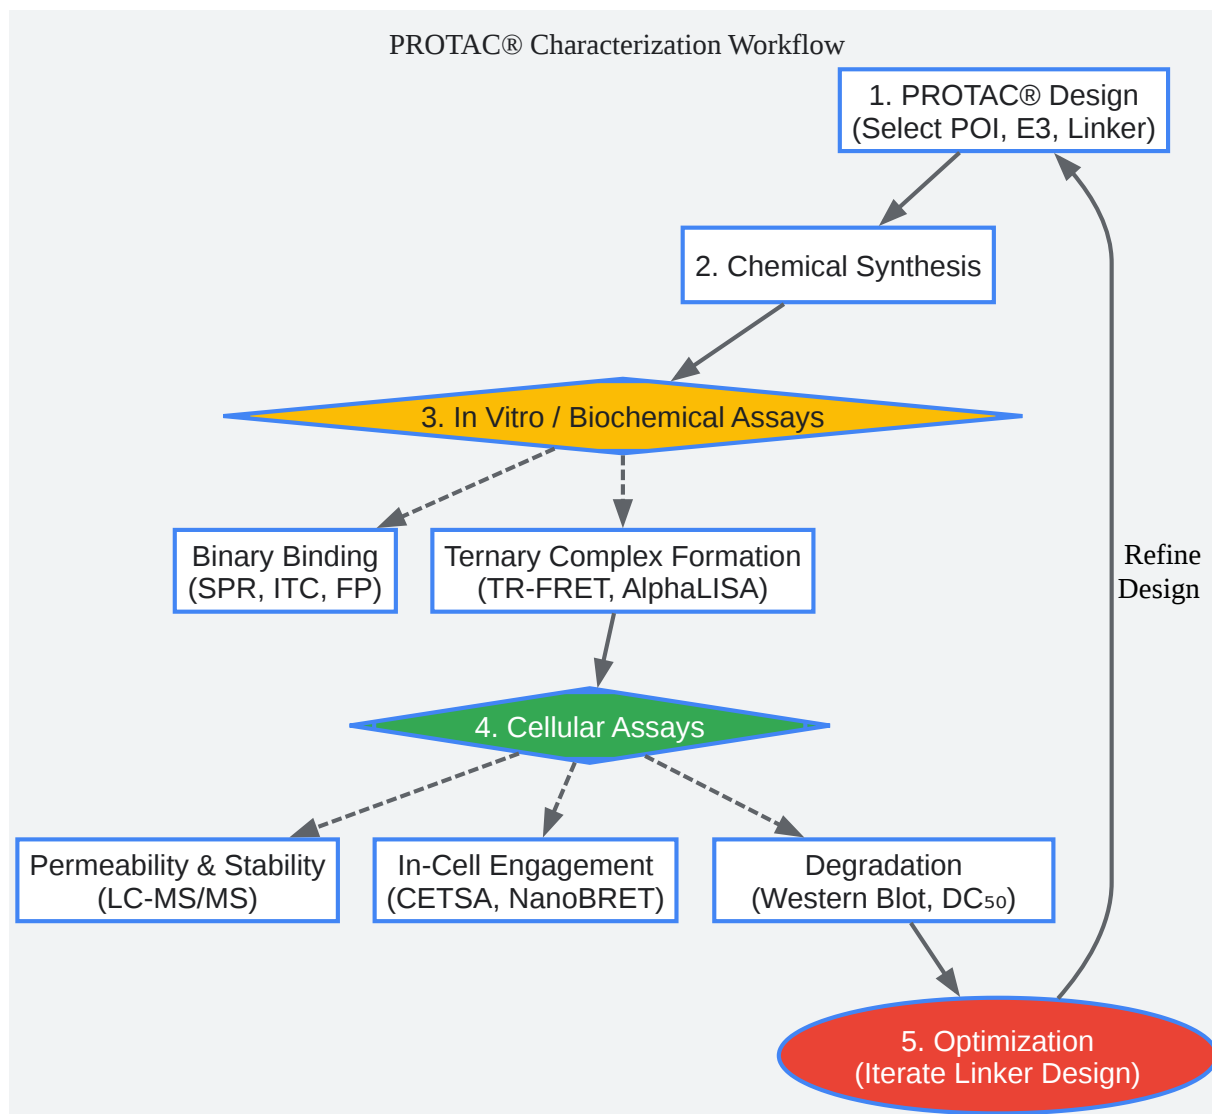 PROTAC® Characterization Workflow
1. PROTAC® Design
(Select POI, E3, Linker)
2. Chemical Synthesis
3. In Vitro / Biochemical Assays
Binary Binding
(SPR, ITC, FP)
Ternary Complex Formation
(TR-FRET, AlphaLISA)
Refine
Design
4. Cellular Assays
Permeability & Stability
(LC-MS/MS)
In-Cell Engagement
(CETSA, NanoBRET)
Degradation
(Western Blot, DC₅₀)
5. Optimization
(Iterate Linker Design)